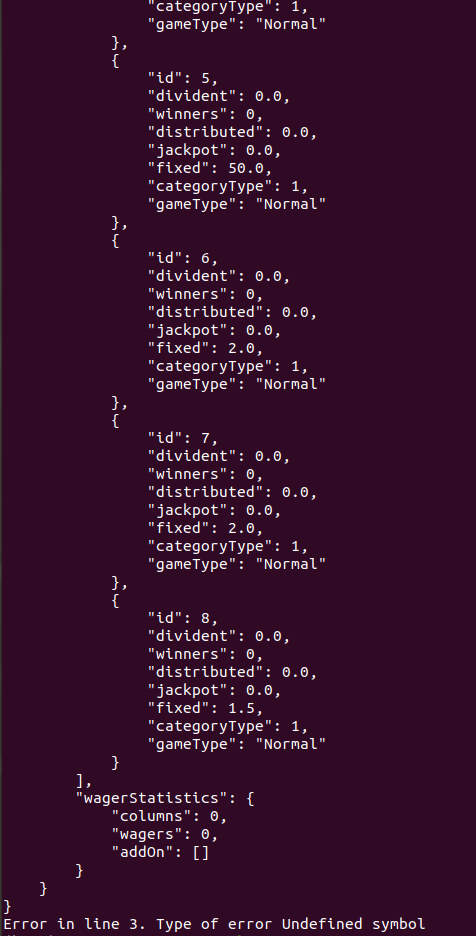 "categoryType": 1,
"gameType": "Normal"
},
{
"id": 5,
"divident": 0.0,
"winners": 0,
"distributed": 0.0,
"jackpot": 0.0,
"fixed": 50.0,
"categoryType": 1,
"gameType": "Normal"
},
{
"id": 6,
"divident": 0.0,
"winners": 0,
"distributed": 0.0,
"jackpot": 0.0,
"fixed": 2.0,
"categoryType": 1,
"gameType": "Normal"
},
{
"id": 7,
"divident": 0.0,
"winners": 0,
"distributed": 0.0,
"jackpot": 0.0,
"fixed": 2.0,
"categoryType": 1,
"gameType": "Normal"
},
{
"id": 8,
"divident": 0.0,
"winners": 0,
"distributed": 0.0,
"jackpot": 0.0,
"fixed": 1.5,
"categoryType": 1,
"gameType": "Normal"
}
],
"wagerStatistics": {
"columns": 0,
"wagers": 0,
"addOn": []
}
}
}
Error in line 3. Type of error Undefined symbol